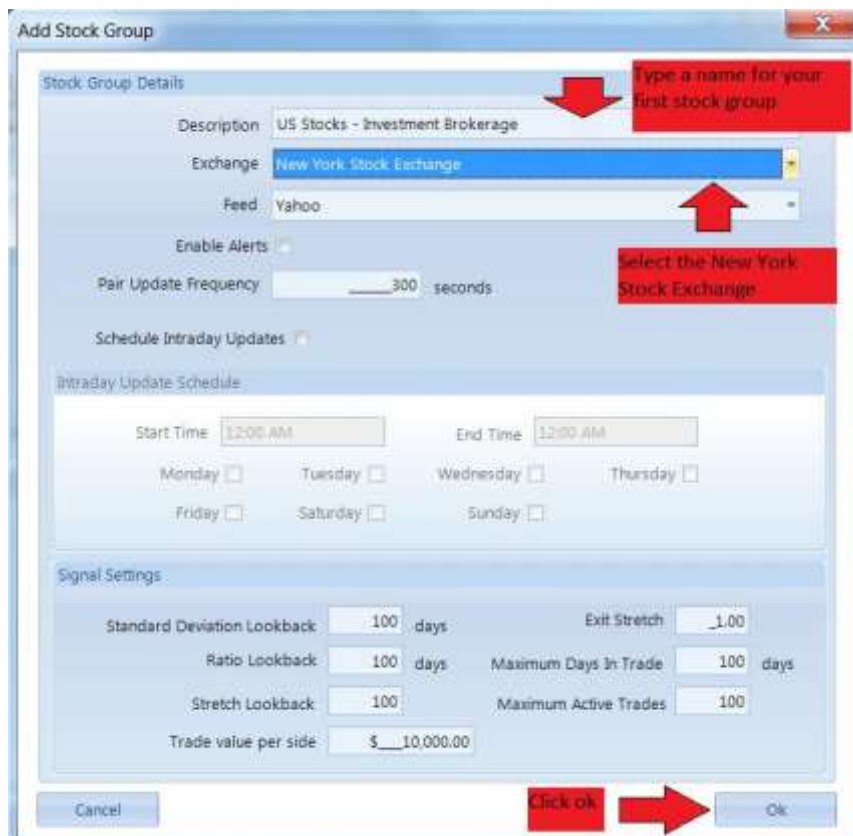 Add Stock Group
Stock Group Details
Type a name for your
first stock group
Description US Stocks - Investment Brokerage
Exchange New York Stock Exchange
Feed Yahoo
Enable Alerts
Select the New York
Stock Exchange
Pair Update Frequency _____300 seconds
Schedule Intraday Updates
Intraday Update Schedule
Start Time 12:00 AM End Time 12:00 AM
Monday Tuesday Wednesday Thursday
Friday Saturday Sunday
Signal Settings
Standard Deviation Lookback 100 days Exit Stretch _1.00
Ratio Lookback 100 days Maximum Days In Trade 100 days
Stretch Lookback 100 Maximum Active Trades 100
Trade value per side $___10,000.00
Cancel Click ok Ok